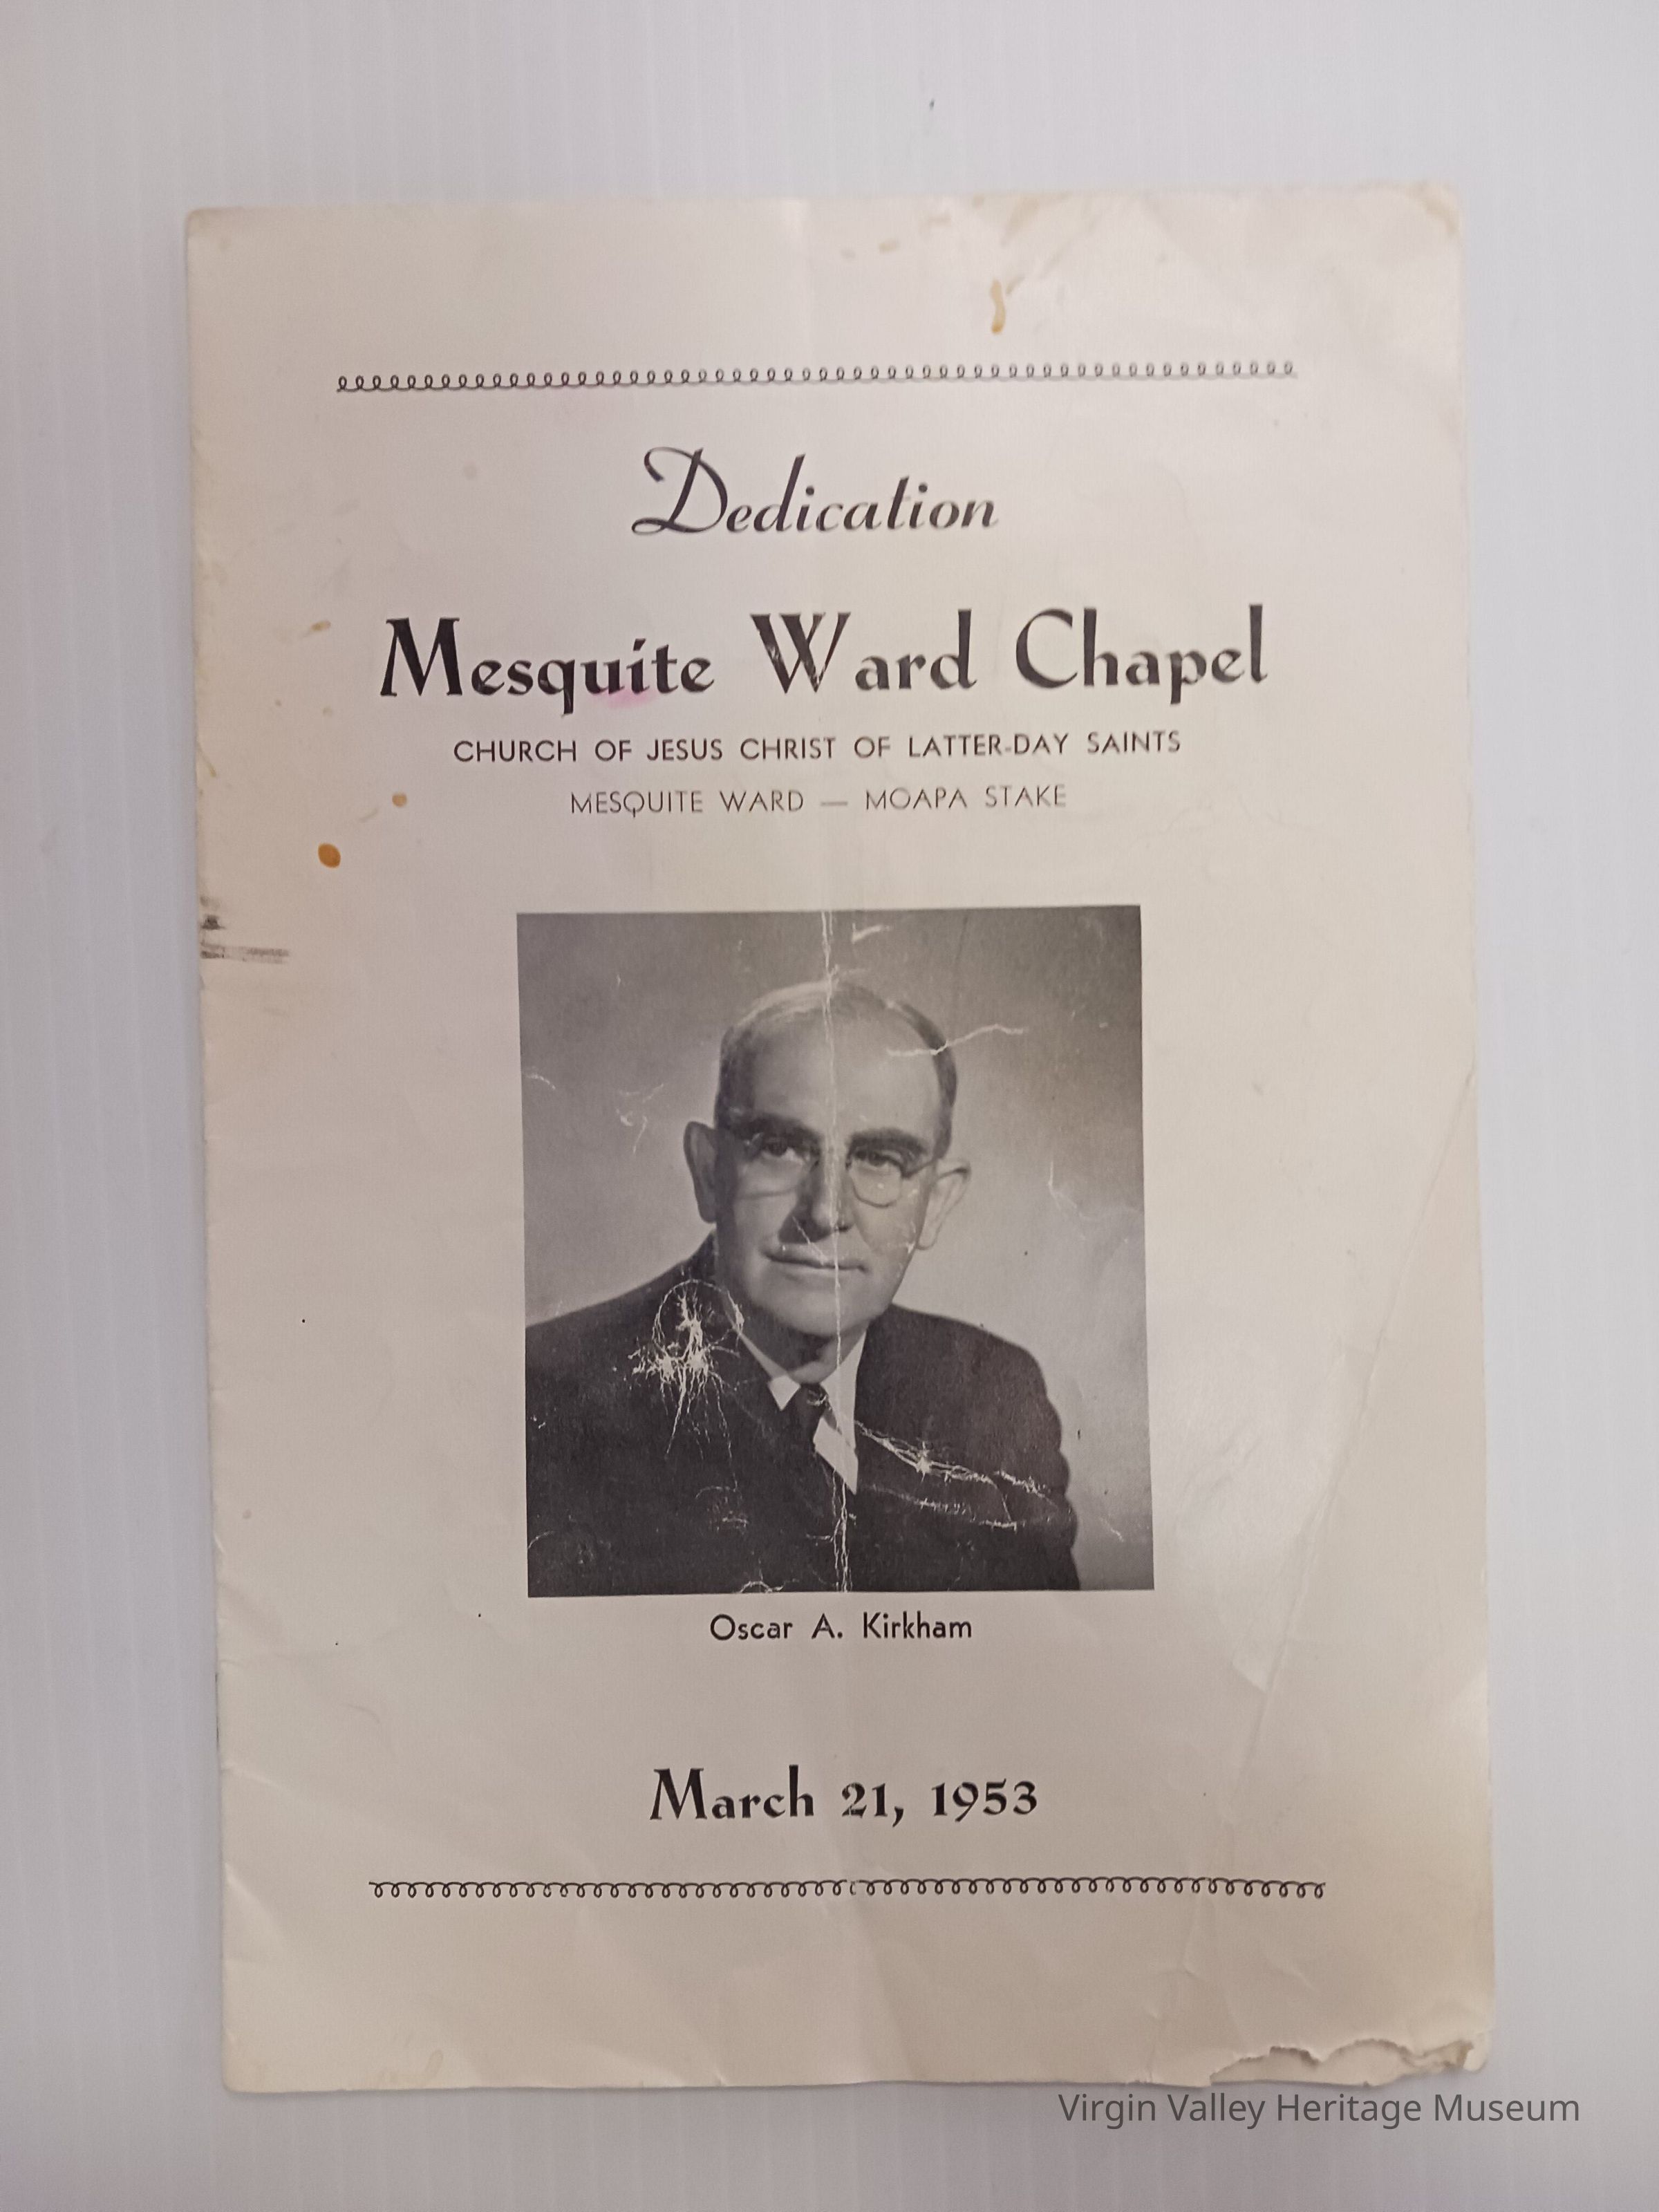 Dedication
Mesquite Ward Chapel
CHURCH OF JESUS CHRIST OF LATTER-DAY SAINTS
MESQUITE WARD — MOAPA STAKE
Oscar A. Kirkham
March 21, 1953
Virgin Valley Heritage Museum